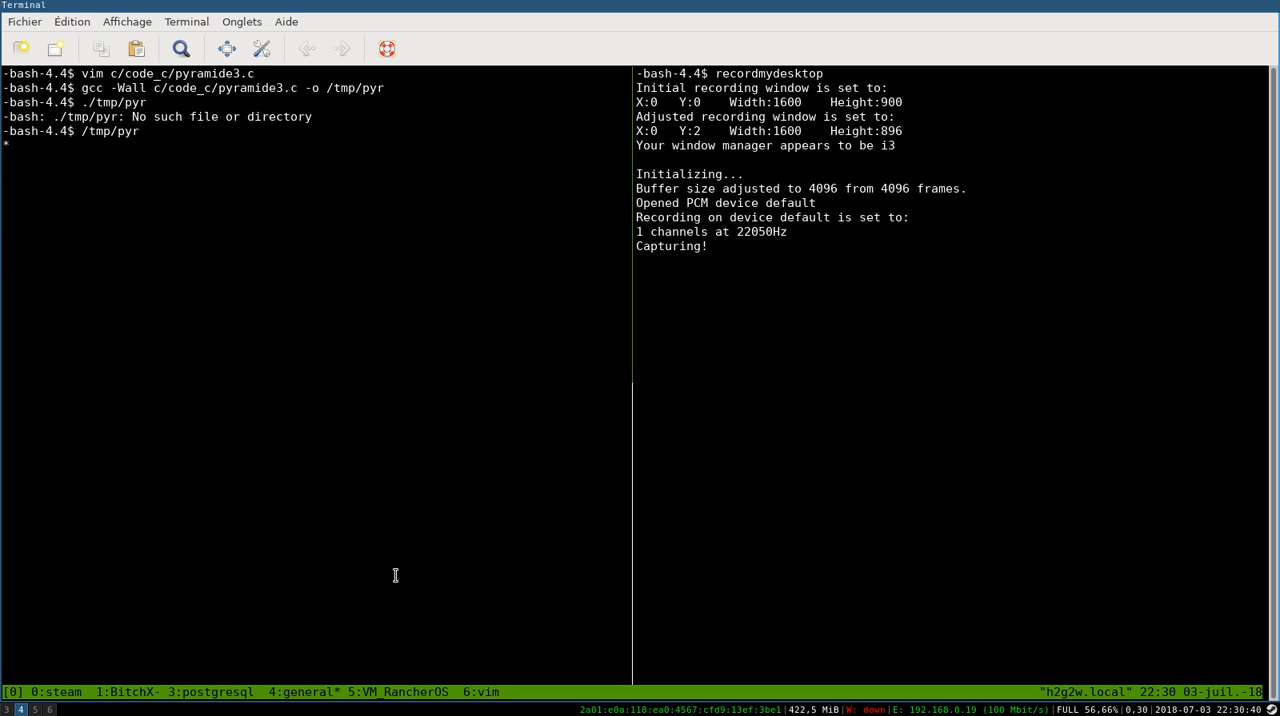 Terminal
Fichier Édition Affichage Terminal Onglets Aide
-bash-4.4$ vim c/code_c/pyramide3.c
-bash-4.4$ gcc -Wall c/code_c/pyramide3.c -o /tmp/pyr
-bash-4.4$ ./tmp/pyr
-bash: ./tmp/pyr: No such file or directory
-bash-4.4$ /tmp/pyr
*
-bash-4.4$ recordmydesktop
Initial recording window is set to:
X:0   Y:0    Width:1600    Height:900
Adjusted recording window is set to:
X:0   Y:2    Width:1600    Height:896
Your window manager appears to be i3
Initializing...
Buffer size adjusted to 4096 from 4096 frames.
Opened PCM device default
Recording on device default is set to:
1 channels at 22050Hz
Capturing!
[0] 0:steam  1:BitchX- 3:postgresql  4:general* 5:VM_RancherOS  6:vim "h2g2w.local" 22:30 03-juil.-18
3 4 5 6 2a01:e0a:118:ea0:4567:cfd9:13ef:3be1|422,5 MiB|W: down|E: 192.168.0.19 (100 Mbit/s)|FULL 56,66%|0,30|2018-07-03 22:30:40